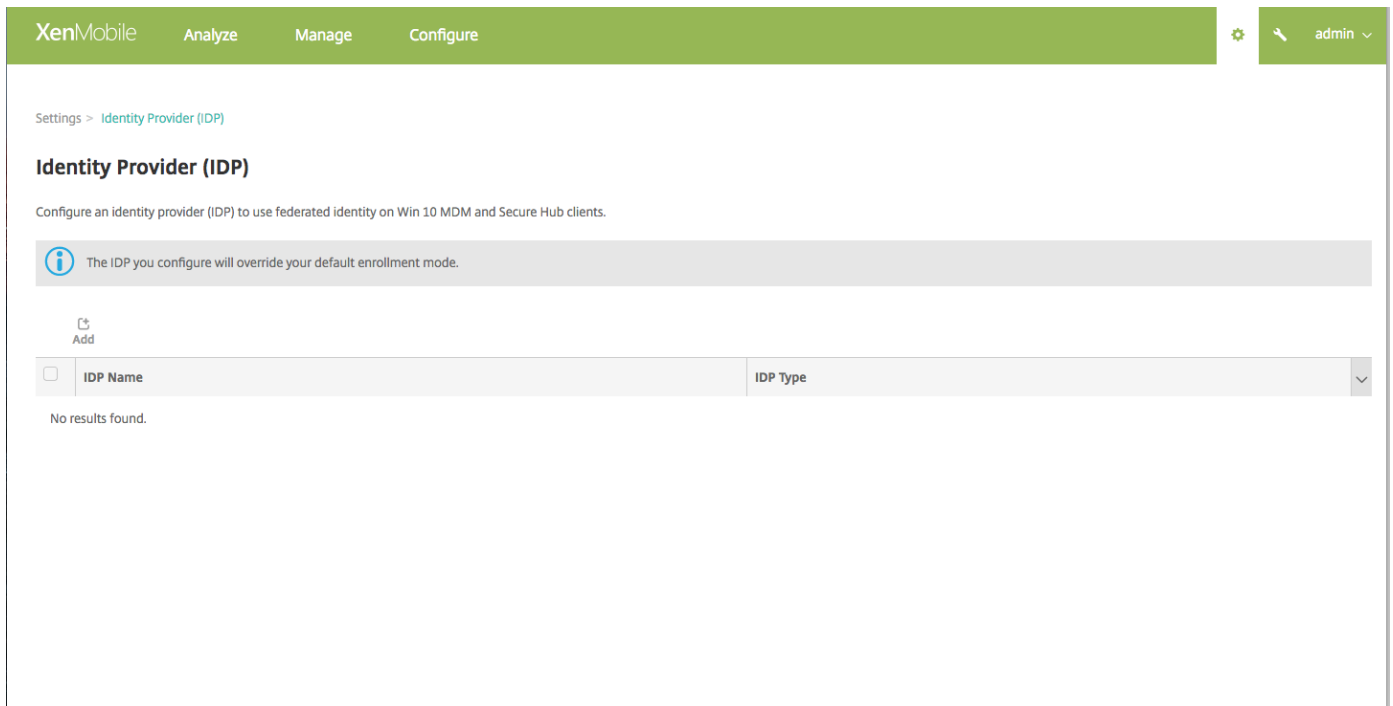 XenMobile Analyze Manage Configure admin
Settings > Identity Provider (IDP)
Identity Provider (IDP)
Configure an identity provider (IDP) to use federated identity on Win 10 MDM and Secure Hub clients.
The IDP you configure will override your default enrollment mode.
Add
IDP Name IDP Type
No results found.